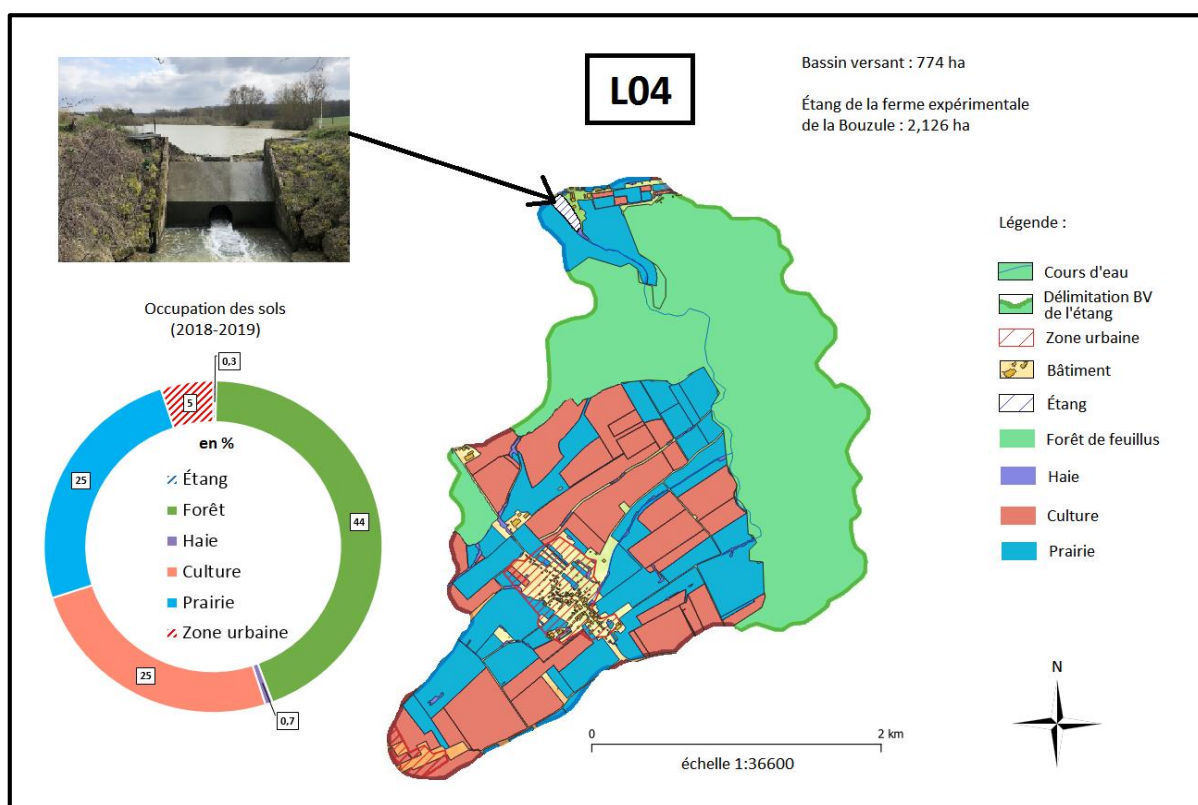 L04
Bassin versant : 774 ha
Étang de la ferme expérimentale
de la Bouzule : 2,126 ha
Occupation des sols
(2018-2019)
0,3
5
en %
Étang
Forêt
Haie
Culture
Prairie
Zone urbaine
25
44
25
0,7
Légende :
Cours d'eau
Délimitation BV
de l'étang
Zone urbaine
Bâtiment
Étang
Forêt de feuillus
Haie
Culture
Prairie
N
0
2 km
échelle 1:36600